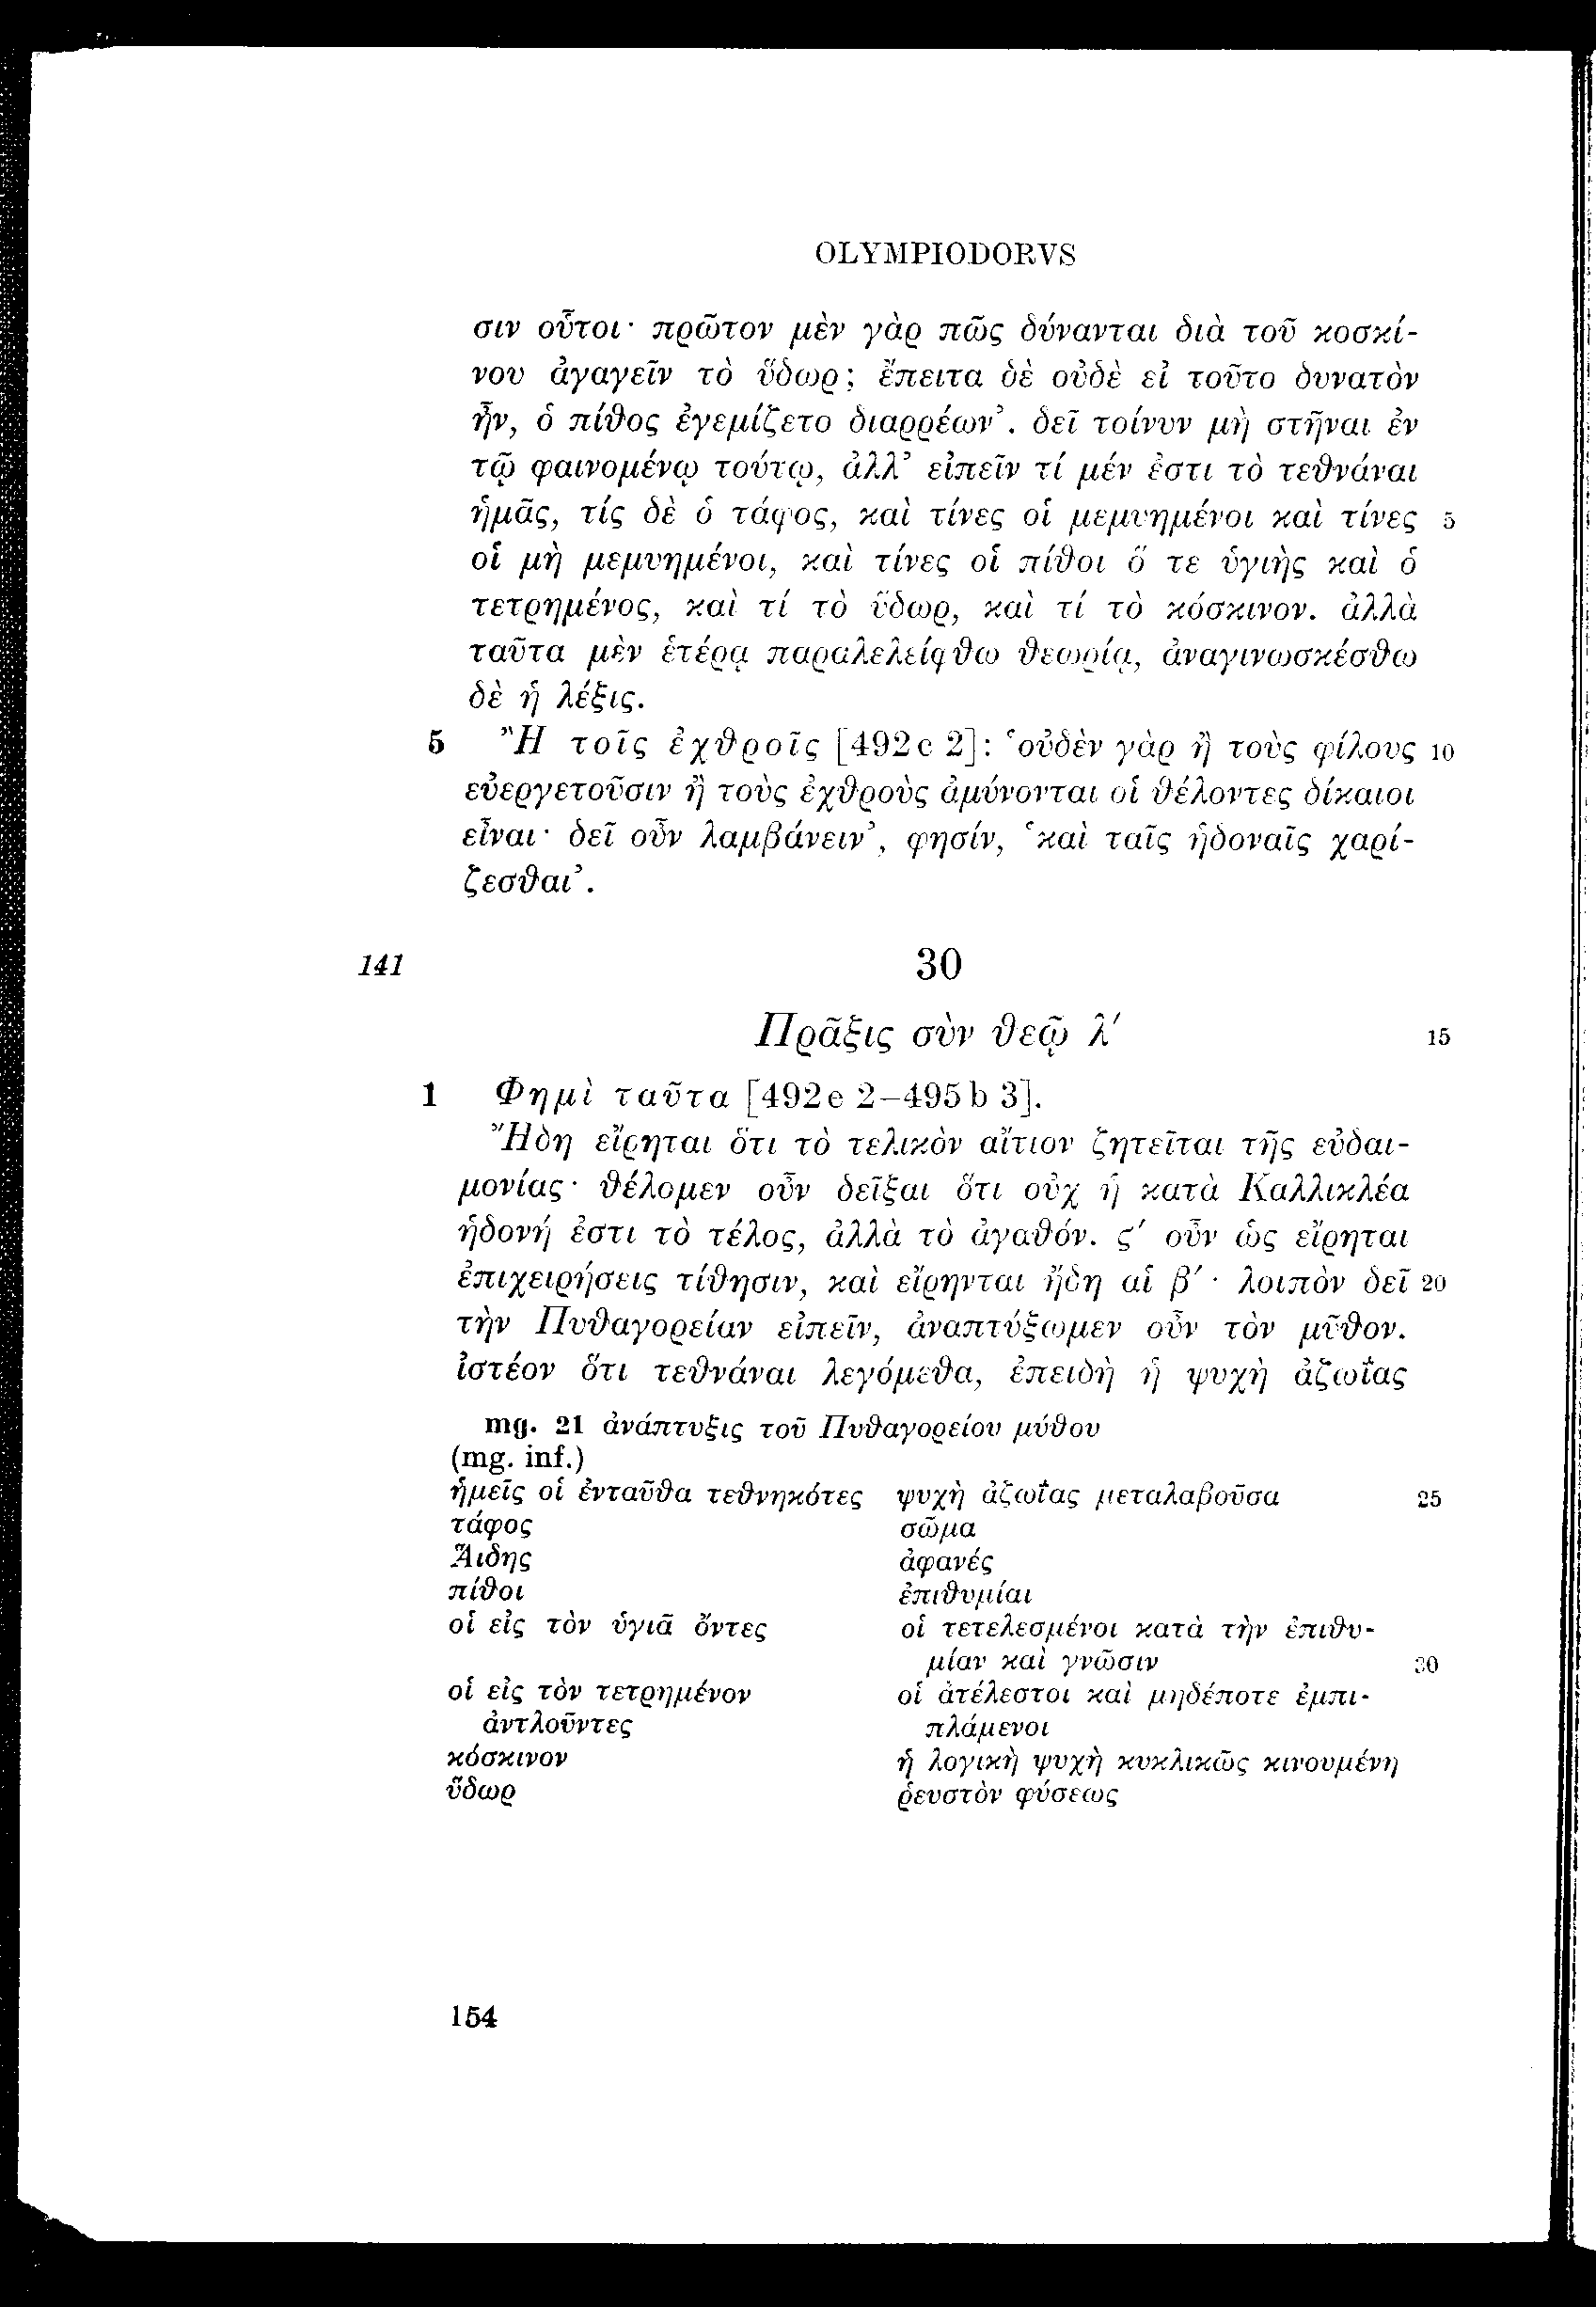 OLYMPIODORVS
σιν οὗτοι· πρῶτον μὲν γὰρ πῶς δύνανται διὰ τοῦ κοσκί-
νου ἀγαγεῖν τὸ ὕδωρ; ἔπειτα δὲ οὐδὲ εἰ τοῦτο δυνατὸν
ἦν, ὁ πίθος ἐγεμίζετο διαρρέων’. δεῖ τοίνυν μὴ στῆναι ἐν
τῷ φαινομένῳ τούτῳ, ἀλλ’ εἰπεῖν τί μέν ἐστι τὸ τεθνάναι
ἡμᾶς, τίς δὲ ὁ τάφος, καὶ τίνες οἱ μεμυημένοι καὶ τίνες 5
οἱ μὴ μεμυημένοι, καὶ τίνες οἱ πίθοι ὅ τε ὑγιὴς καὶ ὁ
τετρημένος, καὶ τί τὸ ὕδωρ, καὶ τί τὸ κόσκινον. ἀλλὰ
ταῦτα μὲν ἑτέρᾳ παραλελείφθω θεωρίᾳ, ἀναγινωσκέσθω
δὲ ἡ λέξις.
5 Ἢ τοῖς ἐχθροῖς [492c 2]: ‘οὐδὲν γὰρ ἢ τοὺς φίλους 10
εὐεργετοῦσιν ἢ τοὺς ἐχθροὺς ἀμύνονται οἱ θέλοντες δίκαιοι
εἶναι· δεῖ οὖν λαμβάνειν’, φησίν, ‘καὶ ταῖς ἡδοναῖς χαρί-
ζεσθαι’.
141 30
Πρᾶξις σὺν θεῷ λ′ 15
1 Φημὶ ταῦτα [492e 2–495b 3].
Ἤδη εἴρηται ὅτι τὸ τελικὸν αἴτιον ζητεῖται τῆς εὐδαι-
μονίας· θέλομεν οὖν δεῖξαι ὅτι οὐχ ἡ κατὰ Καλλικλέα
ἡδονή ἐστι τὸ τέλος, ἀλλὰ τὸ ἀγαθόν. ς′ οὖν ὡς εἴρηται
ἐπιχειρήσεις τίθησιν, καὶ εἴρηνται ἤδη αἱ β′· λοιπὸν δεῖ 20
τὴν Πυθαγορείαν εἰπεῖν, ἀναπτύξωμεν οὖν τὸν μῦθον.
ἰστέον ὅτι τεθνάναι λεγόμεθα, ἐπειδὴ ἡ ψυχὴ ἀζωΐας
mg. 21 ἀνάπτυξις τοῦ Πυθαγορείου μύθου
(mg. inf.)
ἡμεῖς οἱ ἐνταῦθα τεθνηκότες ψυχὴ ἀζωΐας μεταλαβοῦσα 25
τάφος σῶμα
Ἅιδης ἀφανές
πίθοι ἐπιθυμίαι
οἱ εἰς τὸν ὑγιᾶ ὄντες οἱ τετελεσμένοι κατὰ τὴν ἐπιθυ-
μίαν καὶ γνῶσιν 30
οἱ εἰς τὸν τετρημένον οἱ ἀτέλεστοι καὶ μηδέποτε ἐμπι-
ἀντλοῦντες πλάμενοι
κόσκινον ἡ λογικὴ ψυχὴ κυκλικῶς κινουμένη
ὕδωρ ῥευστὸν φύσεως
154